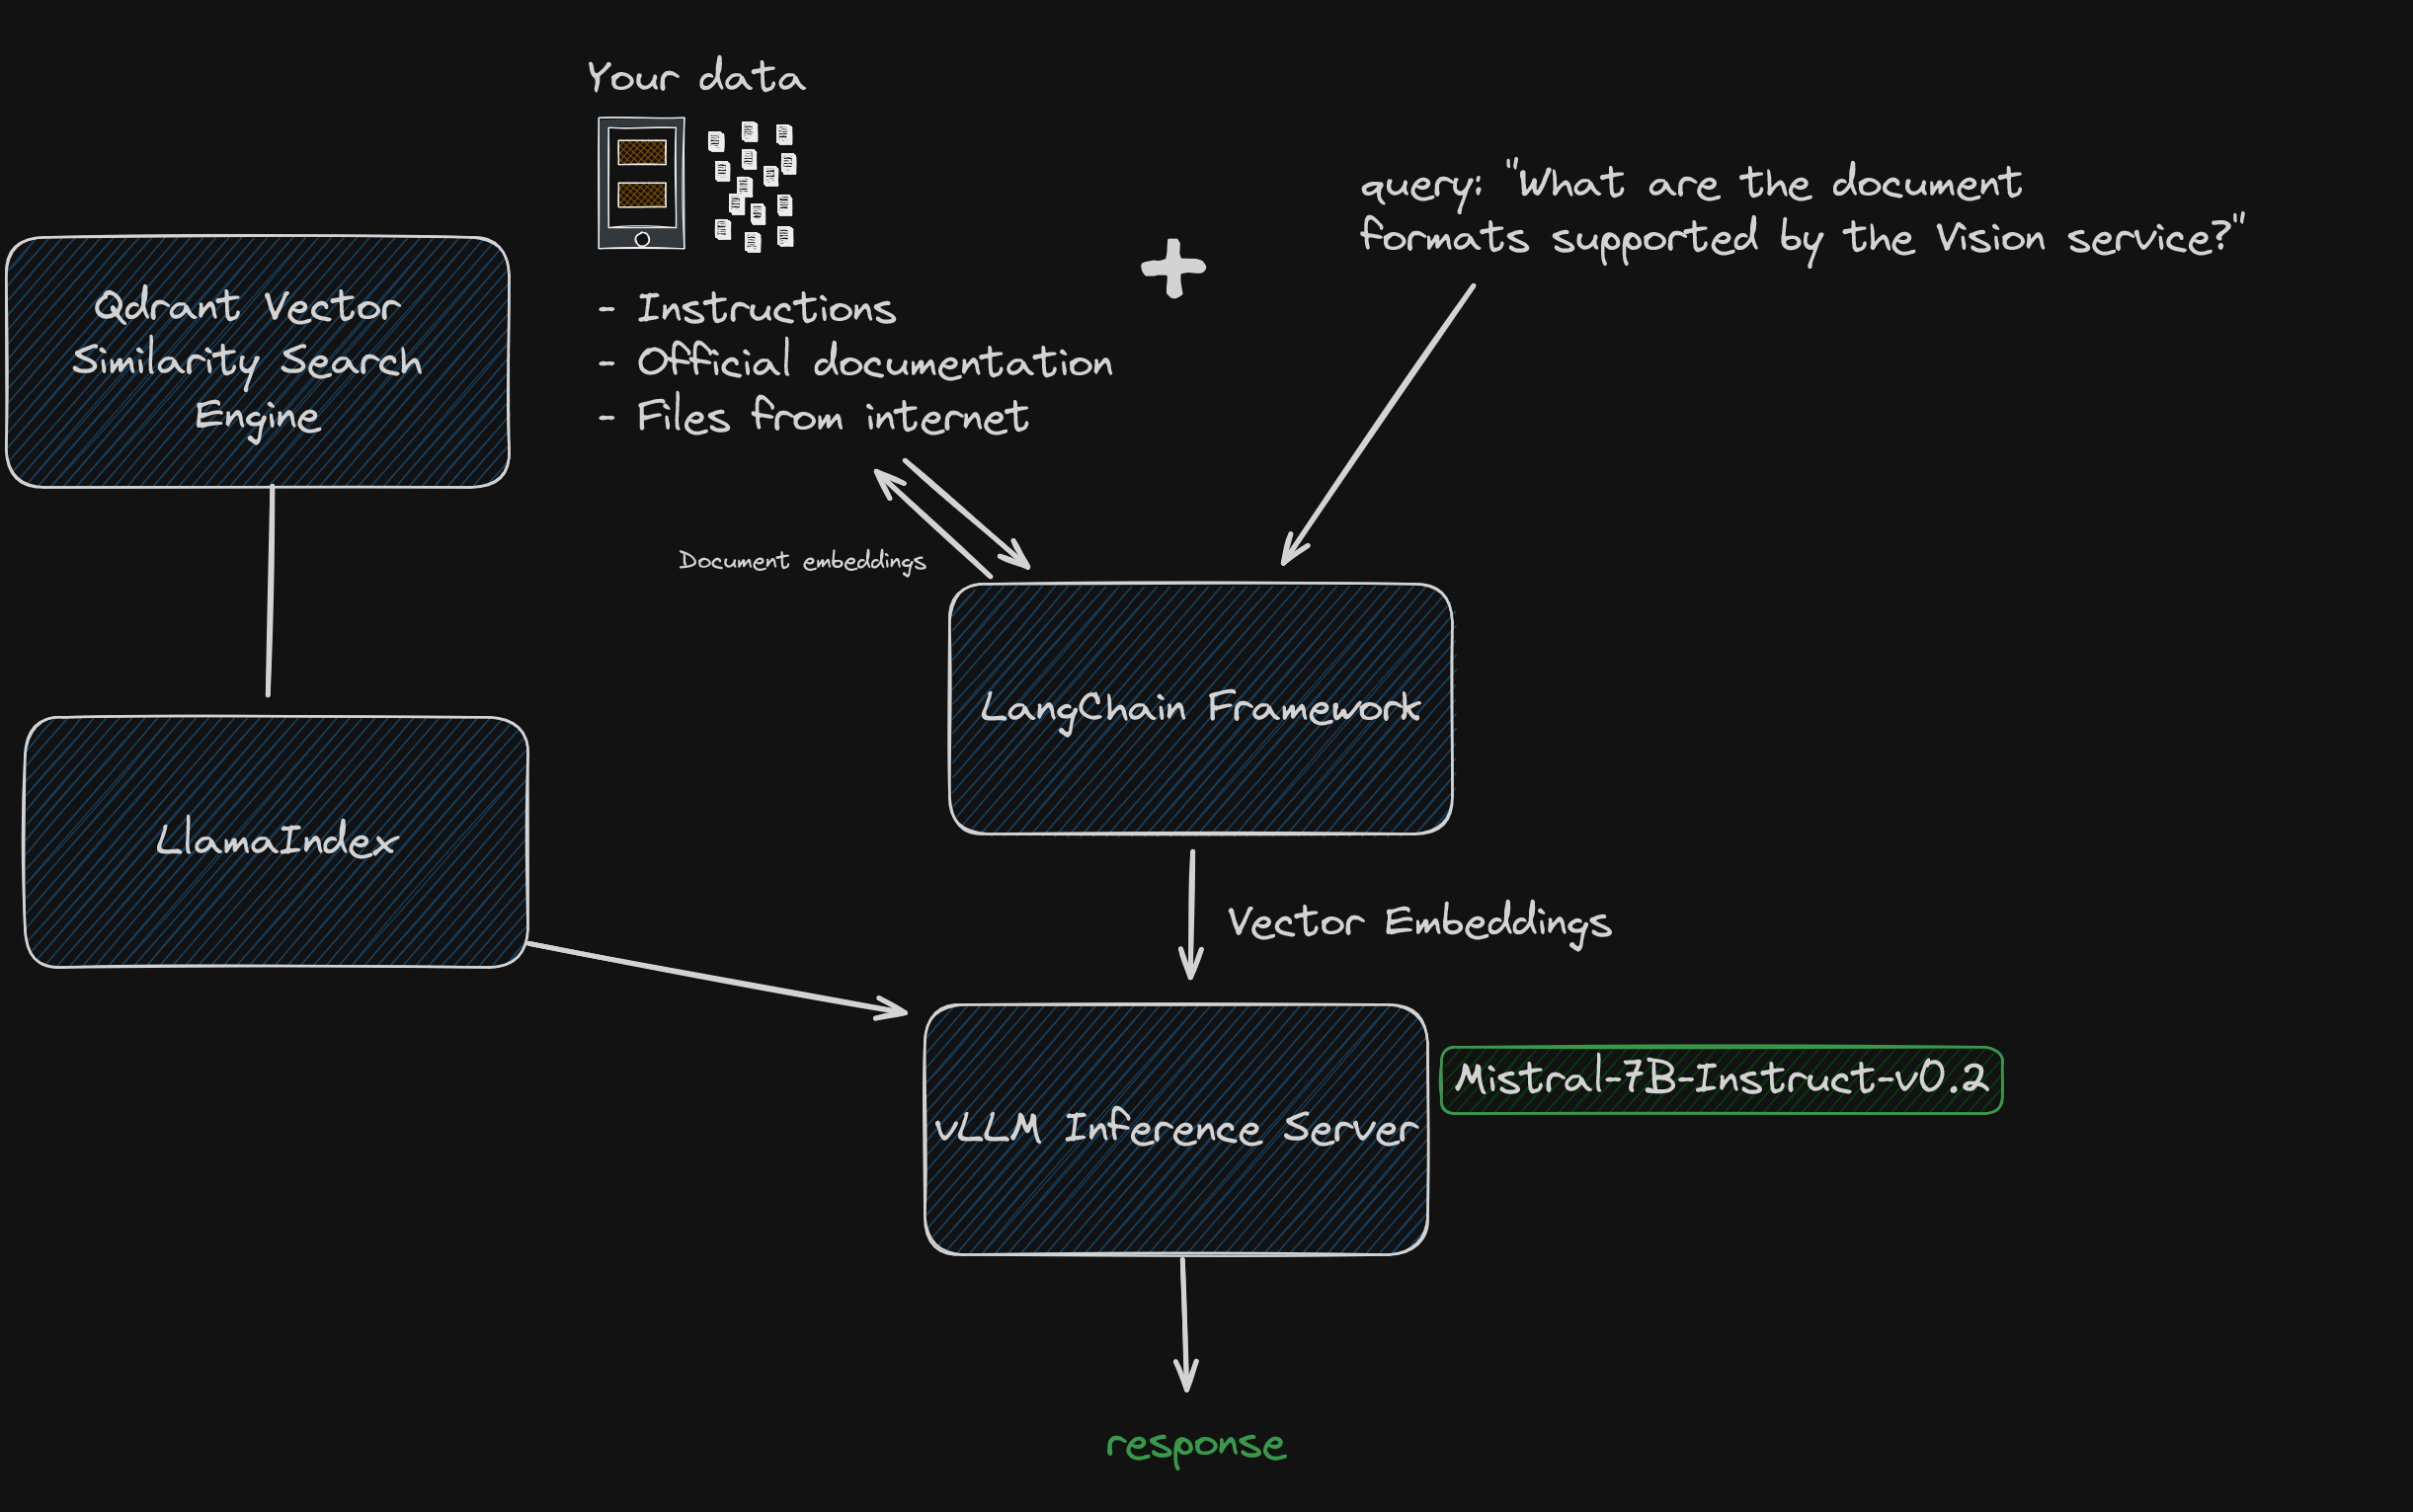 Your data
query: "What are the document
formats supported by the Vision service?"
Qdrant Vector
Similarity Search
Engine
- Instructions
- Official documentation
- Files from internet
Document embeddings
LangChain Framework
LlamaIndex
Vector Embeddings
Mistral-7B-Instruct-v0.2
vLLM Inference Server
response